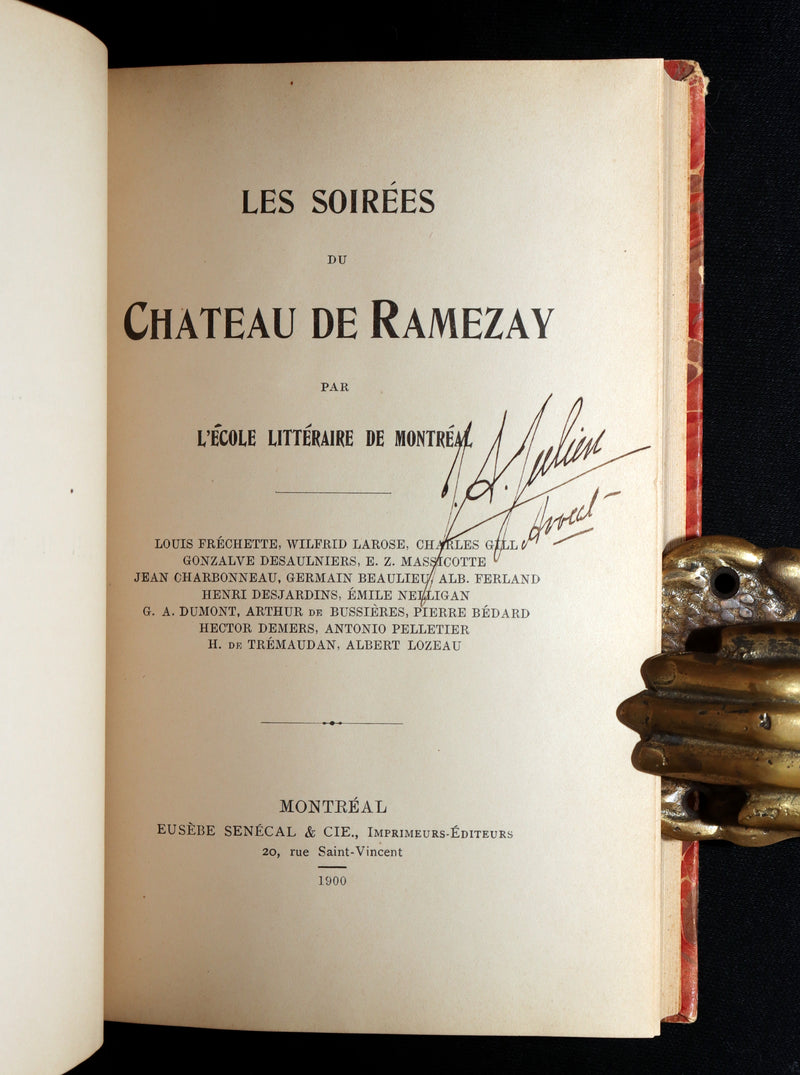 LES SOIRÉES
DU
CHATEAU DE RAMEZAY
PAR
L'ÉCOLE LITTÉRAIRE DE MONTRÉAL
J. A. Julien
Avocat
LOUIS FRÉCHETTE, WILFRID LAROSE, CHARLES GILL
GONZALVE DESAULNIERS, E. Z. MASSICOTTE
JEAN CHARBONNEAU, GERMAIN BEAULIEU, ALB. FERLAND
HENRI DESJARDINS, ÉMILE NELLIGAN
G. A. DUMONT, ARTHUR DE BUSSIÈRES, PIERRE BÉDARD
HECTOR DEMERS, ANTONIO PELLETIER
H. DE TRÉMAUDAN, ALBERT LOZEAU
MONTRÉAL
EUSÈBE SENÉCAL & CIE., IMPRIMEURS-ÉDITEURS
20, rue Saint-Vincent
1900